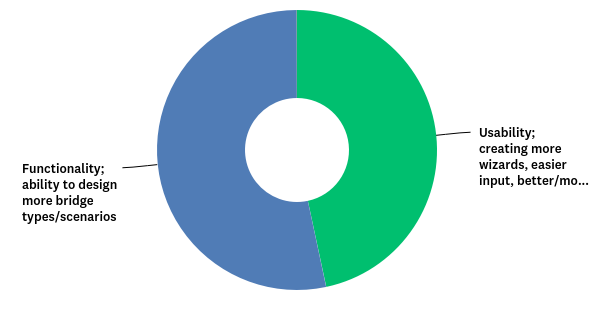 Functionality;
ability to design
more bridge
types/scenarios
Usability;
creating more
wizards, easier
input, better/mo...